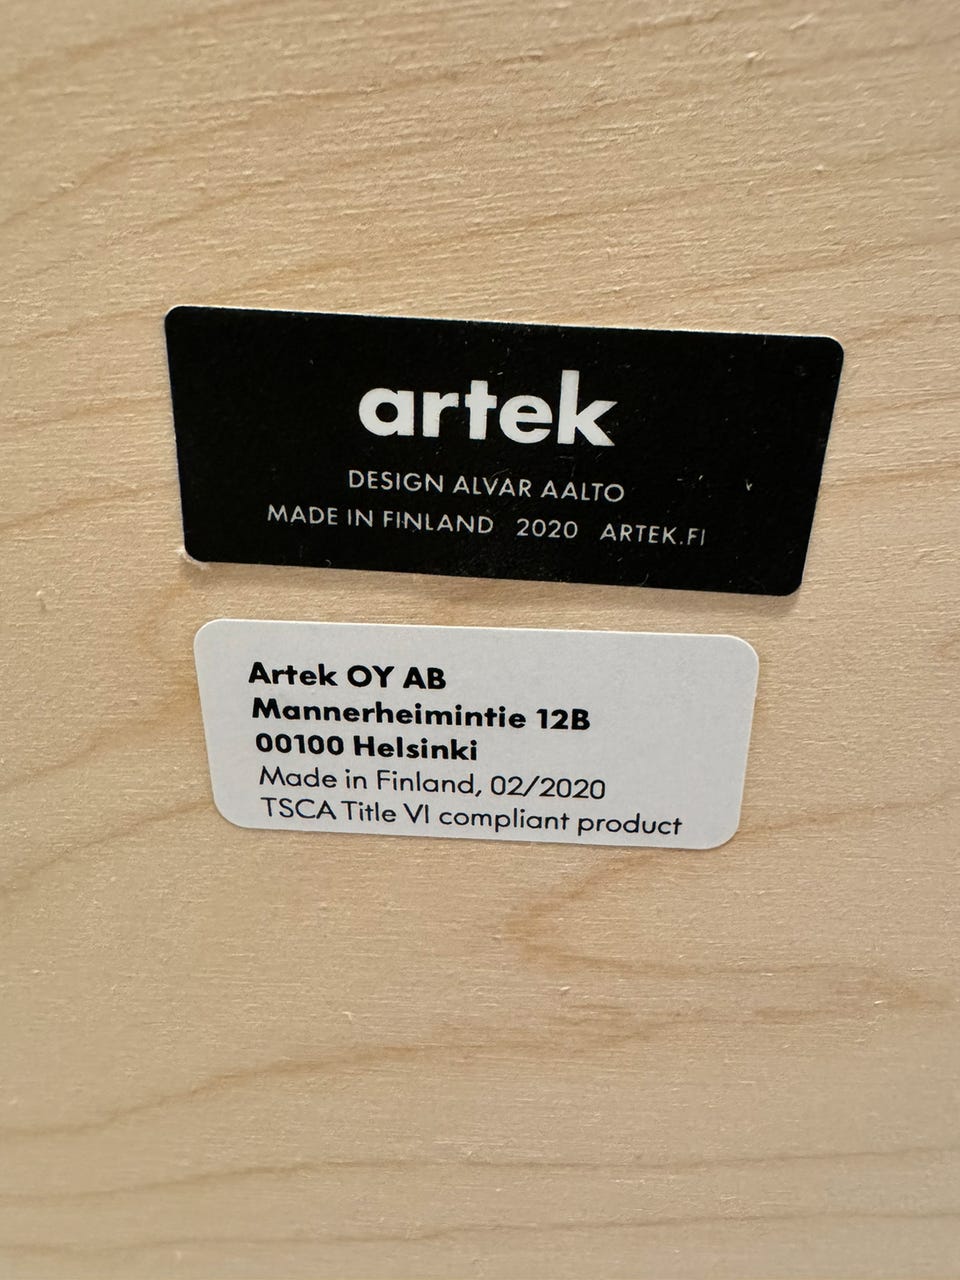 artek
DESIGN ALVAR AALTO
MADE IN FINLAND 2020 ARTEK.FI
Artek OY AB
Mannerheimintie 12B
00100 Helsinki
Made in Finland, 02/2020
TSCA Title VI compliant product